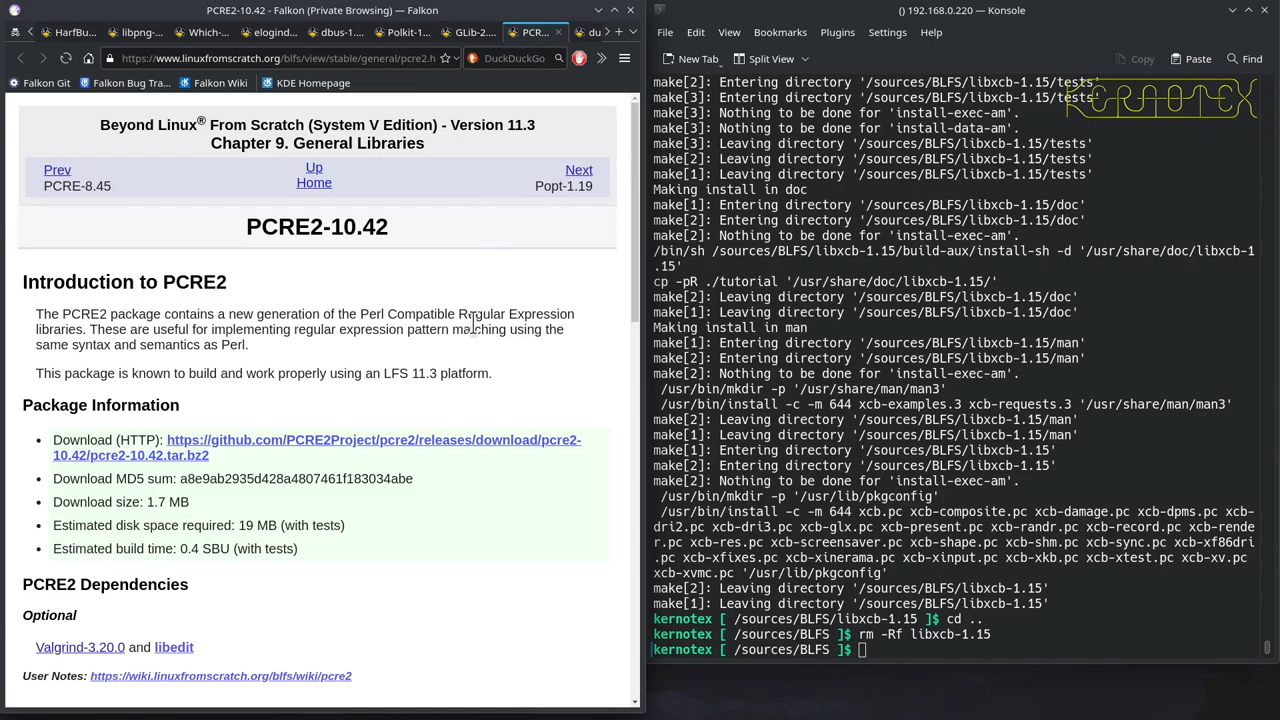 PCRE2-10.42 - Falkon (Private Browsing) — Falkon
HarfBu...
libpng-...
Which-...
elogind...
dbus-1....
Polkit-1...
GLib-2....
PCR...
du
https://www.linuxfromscratch.org/blfs/view/stable/general/pcre2.h
DuckDuckGo
Falkon Git
Falkon Bug Tra...
Falkon Wiki
KDE Homepage
Beyond Linux® From Scratch (System V Edition) - Version 11.3
Chapter 9. General Libraries
Prev
PCRE-8.45
Up
Home
Next
Popt-1.19
PCRE2-10.42
Introduction to PCRE2
The PCRE2 package contains a new generation of the Perl Compatible Regular Expression
libraries. These are useful for implementing regular expression pattern matching using the
same syntax and semantics as Perl.
This package is known to build and work properly using an LFS 11.3 platform.
Package Information
Download (HTTP): https://github.com/PCRE2Project/pcre2/releases/download/pcre2-
10.42/pcre2-10.42.tar.bz2
Download MD5 sum: a8e9ab2935d428a4807461f183034abe
Download size: 1.7 MB
Estimated disk space required: 19 MB (with tests)
Estimated build time: 0.4 SBU (with tests)
PCRE2 Dependencies
Optional
Valgrind-3.20.0 and libedit
User Notes: https://wiki.linuxfromscratch.org/blfs/wiki/pcre2
() 192.168.0.220 — Konsole
File Edit View Bookmarks Plugins Settings Help
New Tab
Split View
Copy
Paste
Find
KERNOTEX
make[2]: Entering directory '/sources/BLFS/libxcb-1.15/tests'
make[3]: Entering directory '/sources/BLFS/libxcb-1.15/tests'
make[3]: Nothing to be done for 'install-exec-am'.
make[3]: Nothing to be done for 'install-data-am'.
make[3]: Leaving directory '/sources/BLFS/libxcb-1.15/tests'
make[2]: Leaving directory '/sources/BLFS/libxcb-1.15/tests'
make[1]: Leaving directory '/sources/BLFS/libxcb-1.15/tests'
Making install in doc
make[1]: Entering directory '/sources/BLFS/libxcb-1.15/doc'
make[2]: Entering directory '/sources/BLFS/libxcb-1.15/doc'
make[2]: Nothing to be done for 'install-exec-am'.
/bin/sh /sources/BLFS/libxcb-1.15/build-aux/install-sh -d '/usr/share/doc/libxcb-1
.15'
cp -pR ./tutorial '/usr/share/doc/libxcb-1.15/'
make[2]: Leaving directory '/sources/BLFS/libxcb-1.15/doc'
make[1]: Leaving directory '/sources/BLFS/libxcb-1.15/doc'
Making install in man
make[1]: Entering directory '/sources/BLFS/libxcb-1.15/man'
make[2]: Entering directory '/sources/BLFS/libxcb-1.15/man'
make[2]: Nothing to be done for 'install-exec-am'.
/usr/bin/mkdir -p '/usr/share/man/man3'
/usr/bin/install -c -m 644 xcb-examples.3 xcb-requests.3 '/usr/share/man/man3'
make[2]: Leaving directory '/sources/BLFS/libxcb-1.15/man'
make[1]: Leaving directory '/sources/BLFS/libxcb-1.15/man'
make[1]: Entering directory '/sources/BLFS/libxcb-1.15'
make[2]: Entering directory '/sources/BLFS/libxcb-1.15'
make[2]: Nothing to be done for 'install-exec-am'.
/usr/bin/mkdir -p '/usr/lib/pkgconfig'
/usr/bin/install -c -m 644 xcb.pc xcb-composite.pc xcb-damage.pc xcb-dpms.pc xcb-
dri2.pc xcb-dri3.pc xcb-glx.pc xcb-present.pc xcb-randr.pc xcb-record.pc xcb-rende
r.pc xcb-res.pc xcb-screensaver.pc xcb-shape.pc xcb-shm.pc xcb-sync.pc xcb-xf86dri
.pc xcb-xfixes.pc xcb-xinerama.pc xcb-xinput.pc xcb-xkb.pc xcb-xtest.pc xcb-xv.pc
xcb-xvmc.pc '/usr/lib/pkgconfig'
make[2]: Leaving directory '/sources/BLFS/libxcb-1.15'
make[1]: Leaving directory '/sources/BLFS/libxcb-1.15'
kernotex [ /sources/BLFS/libxcb-1.15 ]$ cd ..
kernotex [ /sources/BLFS ]$ rm -Rf libxcb-1.15
kernotex [ /sources/BLFS ]$